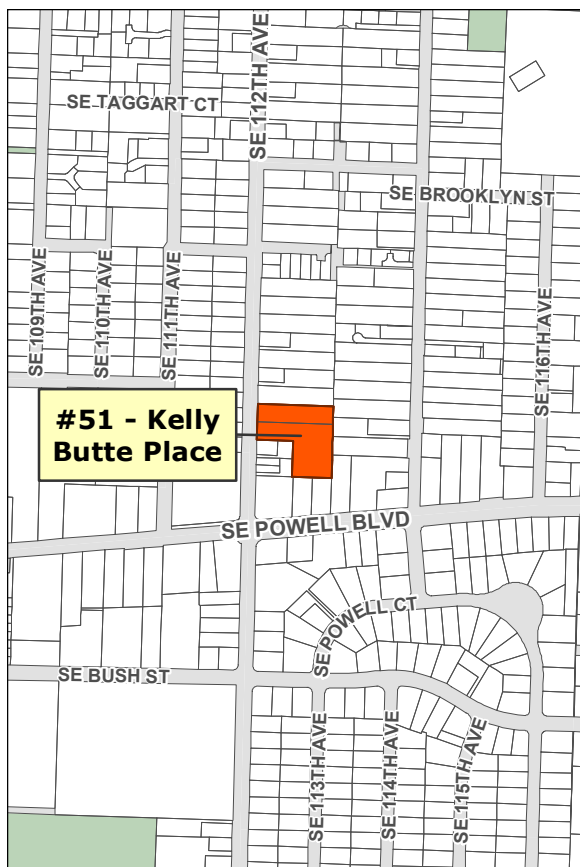 SE TAGGART CT
SE 112TH AVE
SE BROOKLYN ST
SE 109TH AVE
SE 110TH AVE
SE 111TH AVE
SE 116TH AVE
#51 - Kelly
Butte Place
SE POWELL BLVD
SE POWELL CT
SE BUSH ST
SE 113TH AVE
SE 114TH AVE
SE 115TH AVE